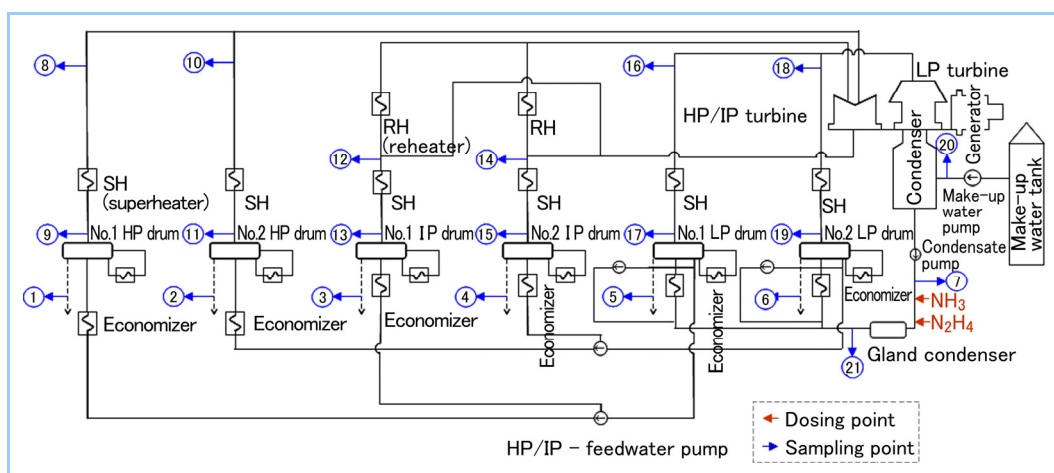 8
10
16
18
LP turbine
Generator
HP/IP turbine
RH
(reheater)
RH
12
14
20
Condenser
Make-up
water
pump
Make-up
water tank
SH
(superheater)
SH
SH
SH
SH
SH
9
No.1 HP drum
11
No.2 HP drum
13
No.1 IP drum
15
No.2 IP drum
17
No.1 LP drum
19
No.2 LP drum
Condensate
pump
1
2
3
4
5
6
7
Economizer
Economizer
Economizer
Economizer
Economizer
Economizer
NH3
N2H4
Gland condenser
21
HP/IP - feedwater pump
Dosing point
Sampling point